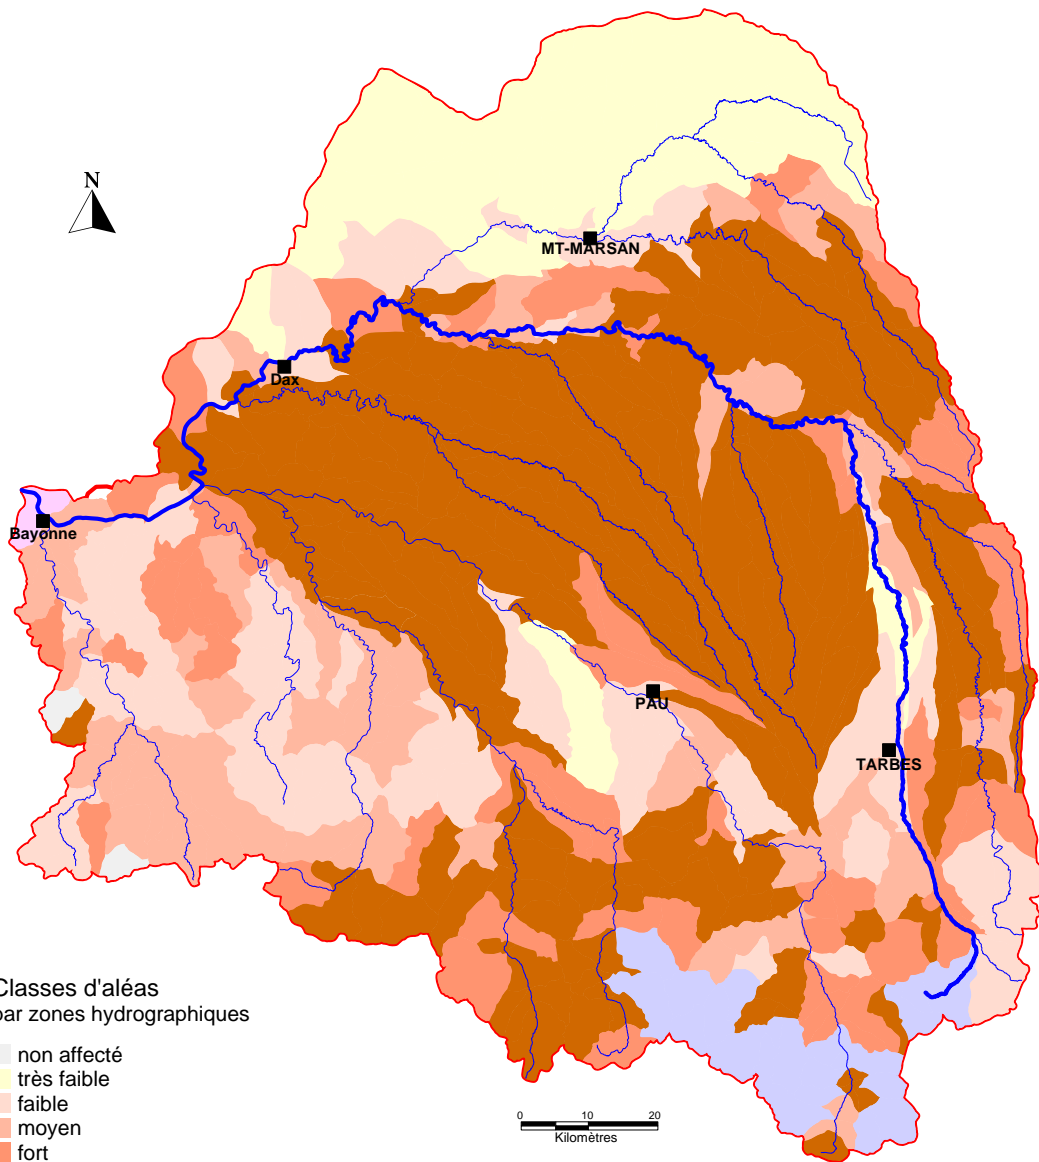 N
MT-MARSAN
Dax
Bayonne
PAU
TARBES
Classes d'aléas
par zones hydrographiques
non affecté
très faible
faible
moyen
fort
0 10 20
Kilomètres